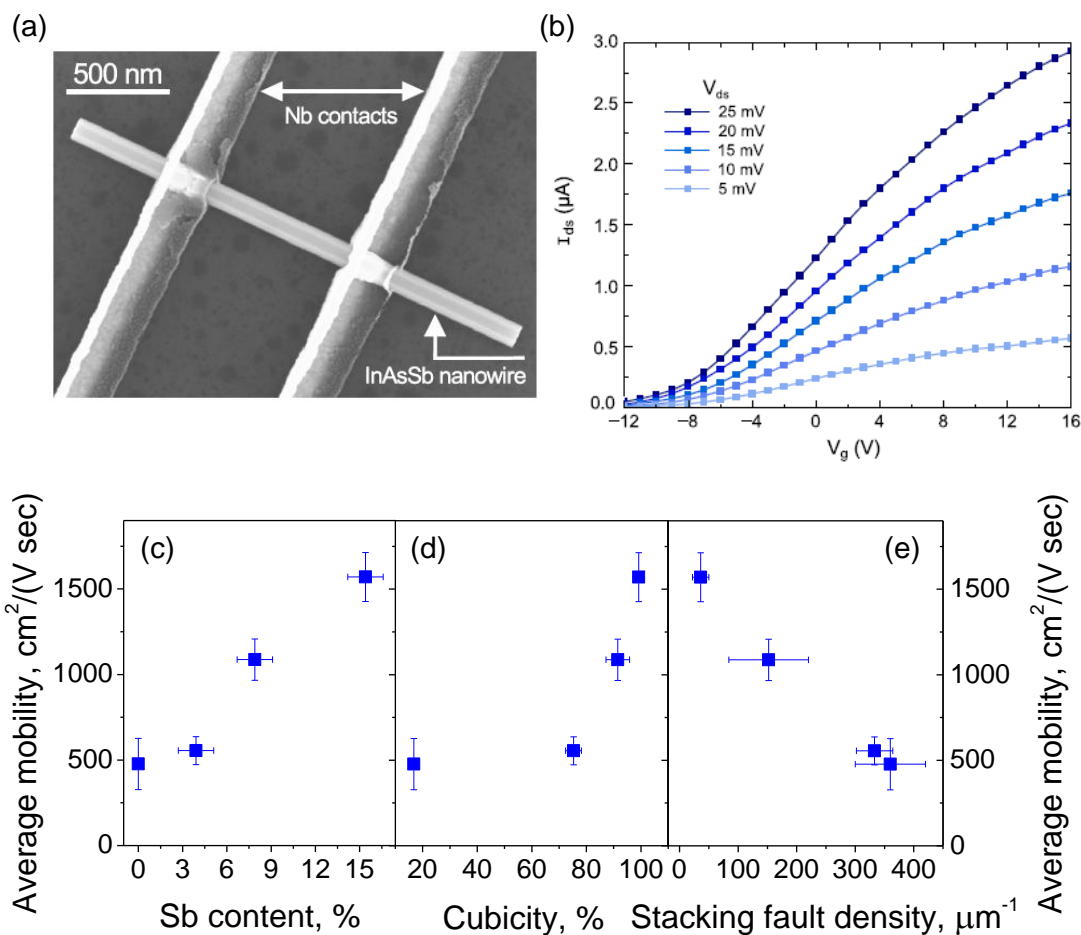 (a)
500 nm
Nb contacts
InAsSb nanowire
(b)
3.0
2.5
2.0
1.5
1.0
0.5
0.0
I_ds (μA)
V_ds
25 mV
20 mV
15 mV
10 mV
5 mV
−12 −8 −4 0 4 8 12 16
V_g (V)
Average mobility, cm²/(V sec)
1500
1000
500
0
(c)
0 3 6 9 12 15
Sb content, %
(d)
20 40 60 80 100
Cubicity, %
(e)
0 100 200 300 400
Stacking fault density, μm⁻¹
1500
1000
500
0
Average mobility, cm²/(V sec)